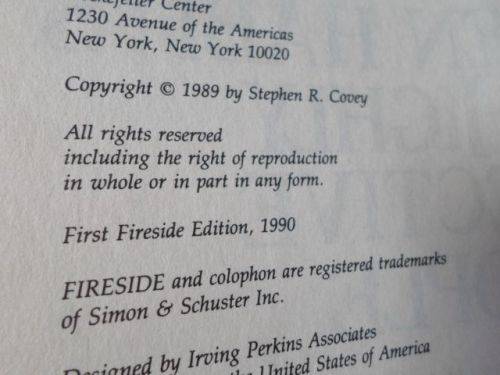 Center
1230 Avenue of the Americas
New York, New York 10020
Copyright © 1989 by Stephen R. Covey
All rights reserved
including the right of reproduction
in whole or in part in any form.
First Fireside Edition, 1990
FIRESIDE and colophon are registered trademarks
of Simon & Schuster Inc.
Designed by Irving Perkins Associates
the United States of America